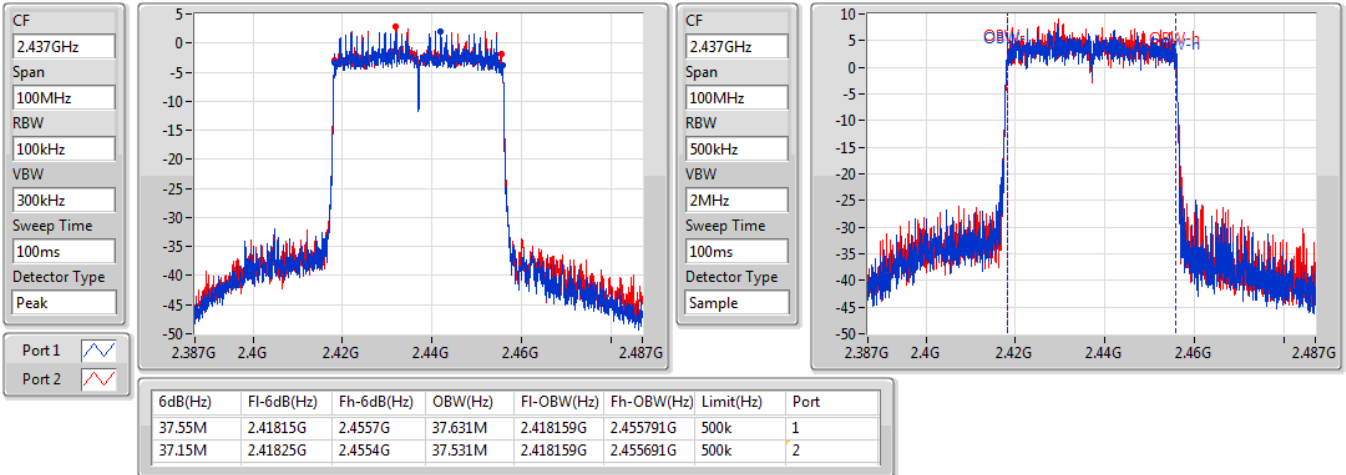 CF
2.437GHz
Span
100MHz
RBW
100kHz
VBW
300kHz
Sweep Time
100ms
Detector Type
Peak
Port 1
Port 2
5
0
-5
-10
-15
-20
-25
-30
-35
-40
-45
-50
2.387G 2.4G 2.42G 2.44G 2.46G 2.487G
CF
2.437GHz
Span
100MHz
RBW
500kHz
VBW
2MHz
Sweep Time
100ms
Detector Type
Sample
10
5
0
-5
-10
-15
-20
-25
-30
-35
-40
-45
-50
OBW-h
2.387G 2.4G 2.42G 2.44G 2.46G 2.487G
6dB(Hz) Fl-6dB(Hz) Fh-6dB(Hz) OBW(Hz) Fl-OBW(Hz) Fh-OBW(Hz) Limit(Hz) Port
37.55M 2.41815G 2.4557G 37.631M 2.418159G 2.455791G 500k 1
37.15M 2.41825G 2.4554G 37.531M 2.418159G 2.455691G 500k 2